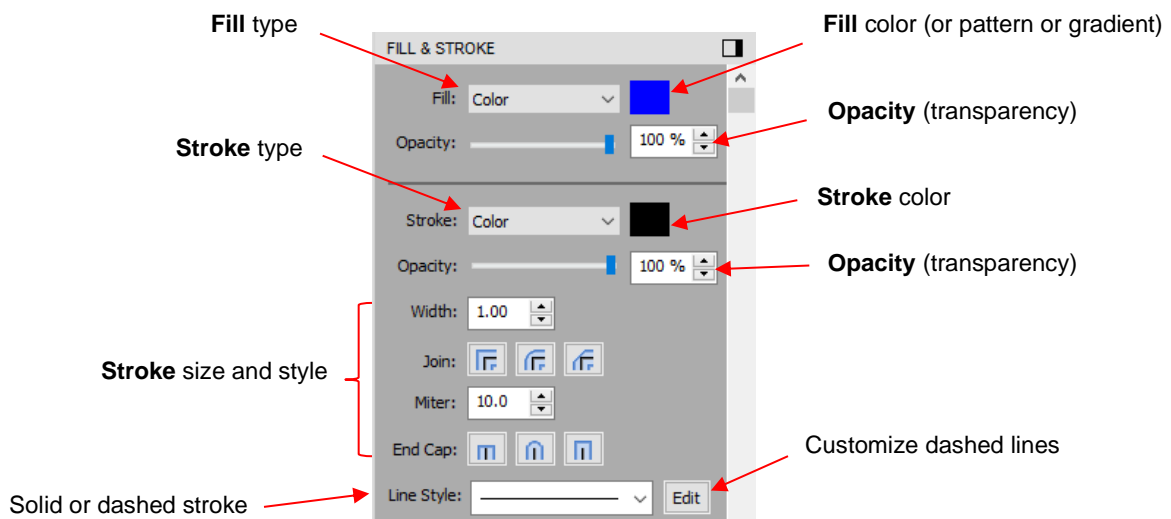 Fill type
Fill color (or pattern or gradient)
FILL & STROKE
Fill: Color
Opacity: 100 %
Opacity (transparency)
Stroke type
Stroke: Color
Stroke color
Opacity: 100 %
Opacity (transparency)
Width: 1.00
Join:
Stroke size and style
Miter: 10.0
End Cap:
Customize dashed lines
Line Style: Edit
Solid or dashed stroke